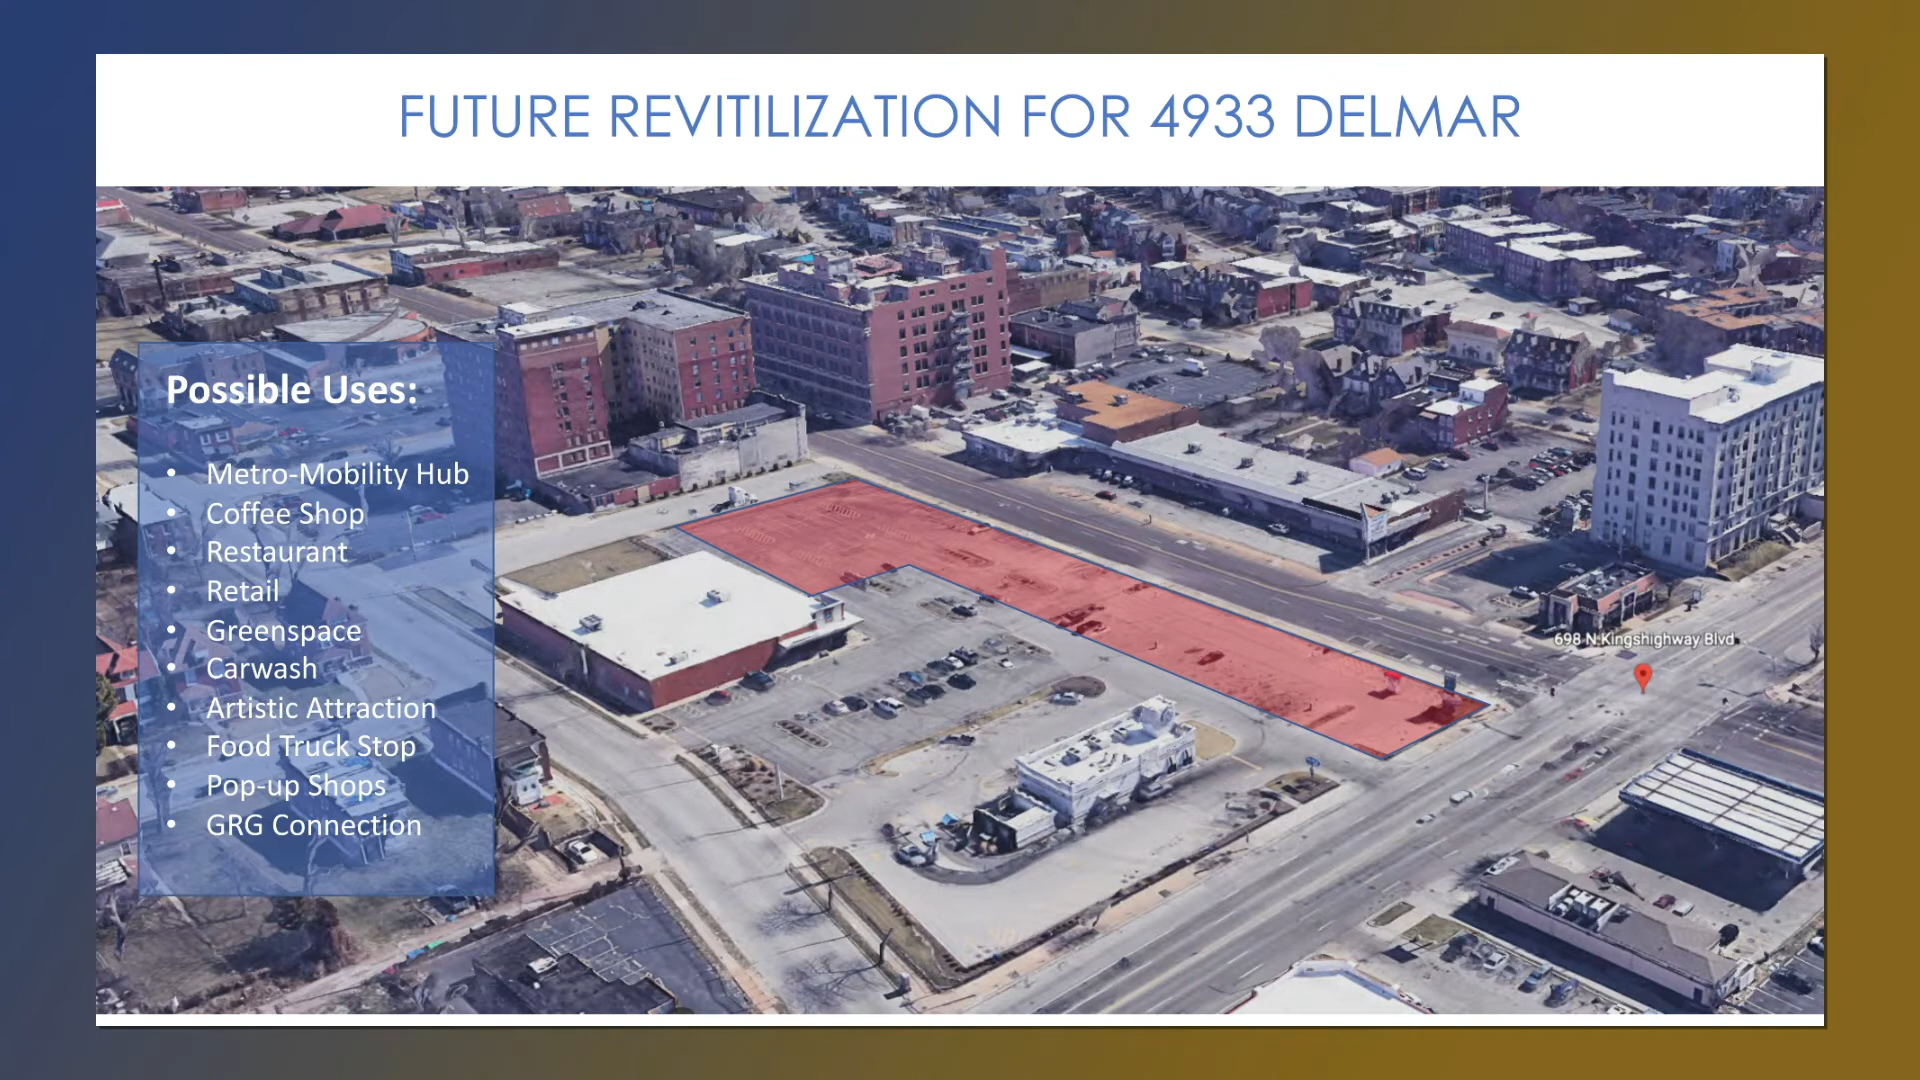 FUTURE REVITILIZATION FOR 4933 DELMAR
Possible Uses:
• Metro-Mobility Hub
• Coffee Shop
• Restaurant
• Retail
• Greenspace
• Carwash
• Artistic Attraction
• Food Truck Stop
• Pop-up Shops
• GRG Connection
698 N Kingshighway Blvd